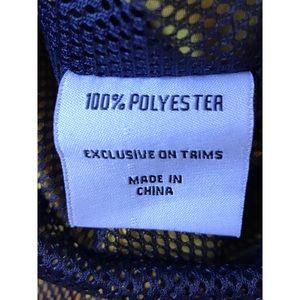 100% POLYESTER
EXCLUSIVE ON TRIMS
MADE IN
CHINA